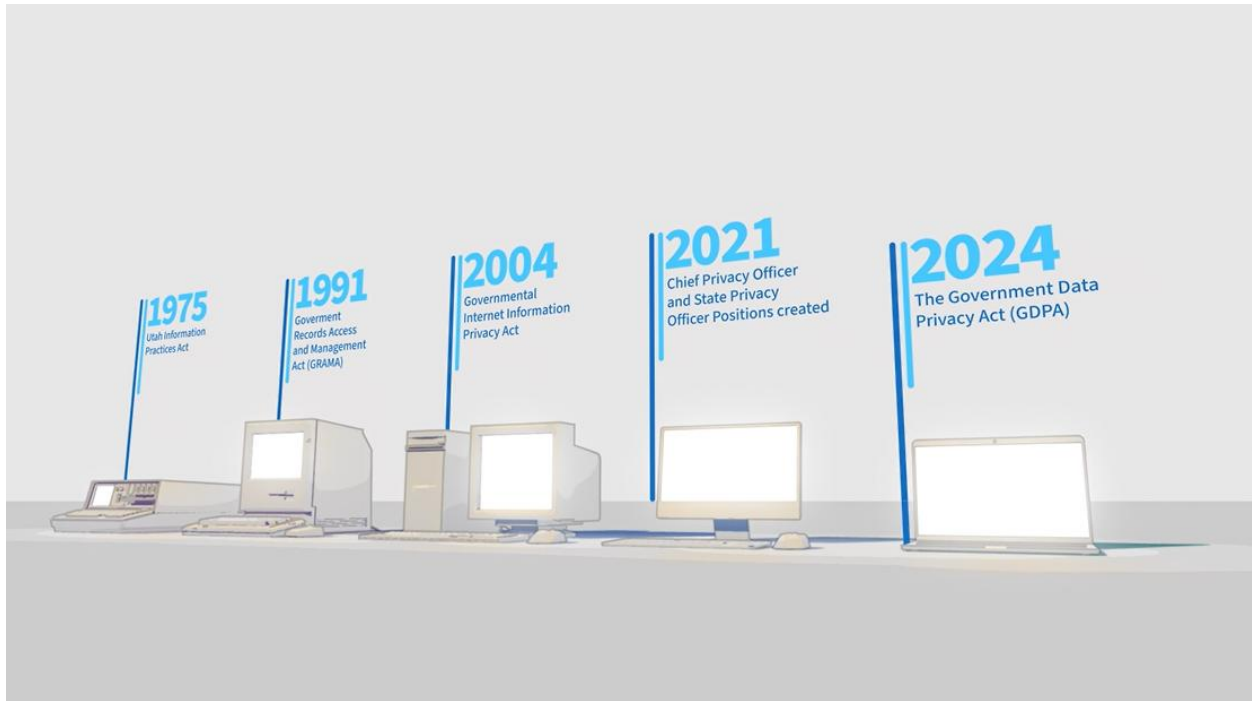 1975
Utah Information
Practices Act
1991
Goverment
Records Access
and Management
Act (GRAMA)
2004
Governmental
Internet Information
Privacy Act
2021
Chief Privacy Officer
and State Privacy
Officer Positions created
2024
The Government Data
Privacy Act (GDPA)